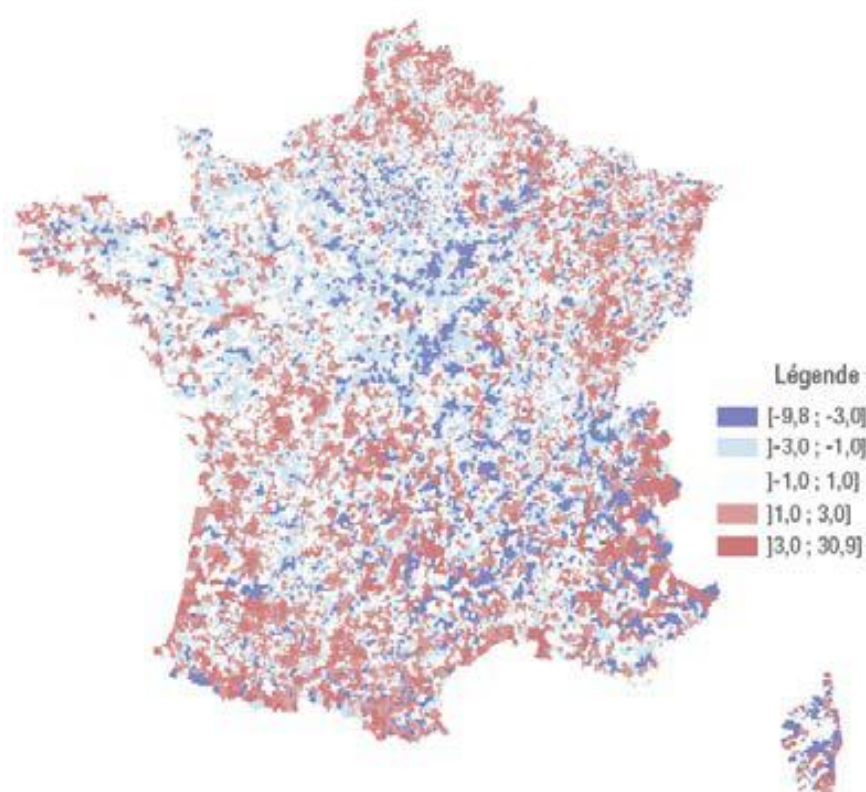 Légende
[-9,8 ; -3,0]
]-3,0 ; -1,0]
]-1,0 ; 1,0]
]1,0 ; 3,0]
]3,0 ; 30,9]